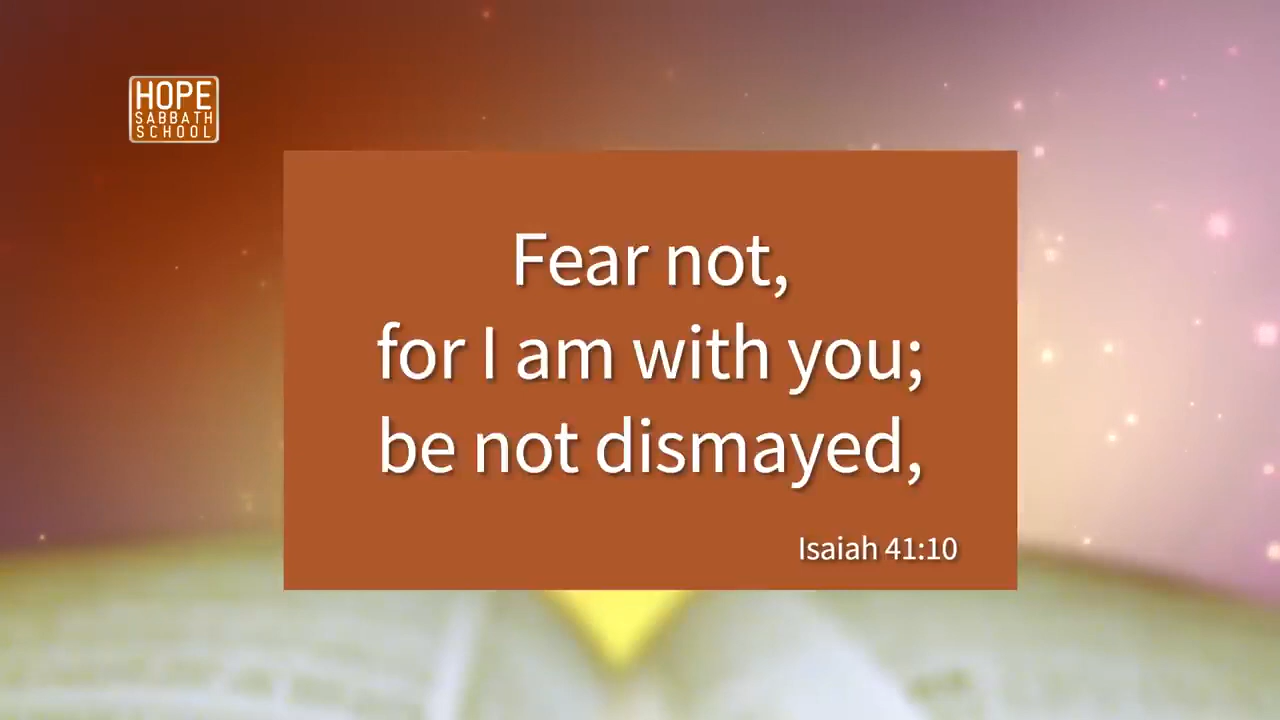 HOPE
SABBATH
SCHOOL
Fear not,
for I am with you;
be not dismayed,
Isaiah 41:10